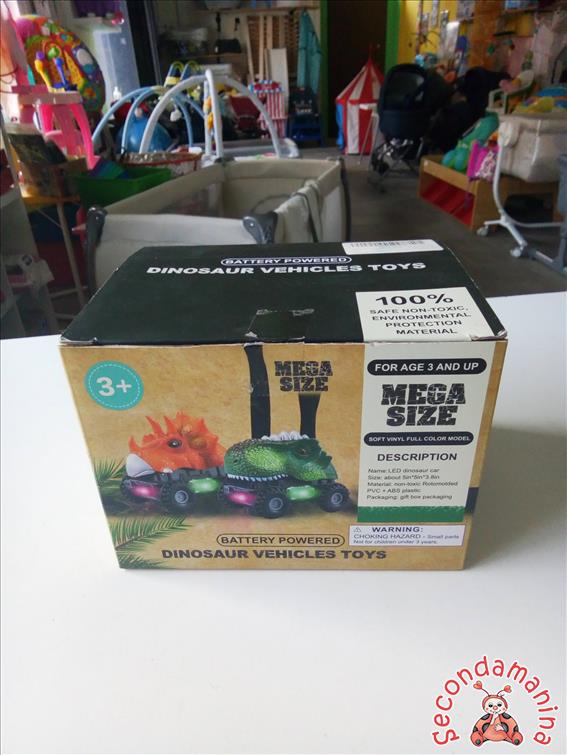 BATTERY POWERED
DINOSAUR VEHICLES TOYS
100%
SAFE NON-TOXIC,
ENVIRONMENTAL
PROTECTION
MATERIAL
3+
MEGA
SIZE
FOR AGE 3 AND UP
MEGA
SIZE
SOFT VINYL FULL COLOR MODEL
DESCRIPTION
Name: LED dinosaur car
Size: about 5in*5in*3.8in
Material: non-toxic Rotomolded
PVC + ABS plastic
Packaging: gift box packaging
WARNING:
CHOKING HAZARD - Small parts
Not for children under 3 years.
BATTERY POWERED
DINOSAUR VEHICLES TOYS
Secondamanina